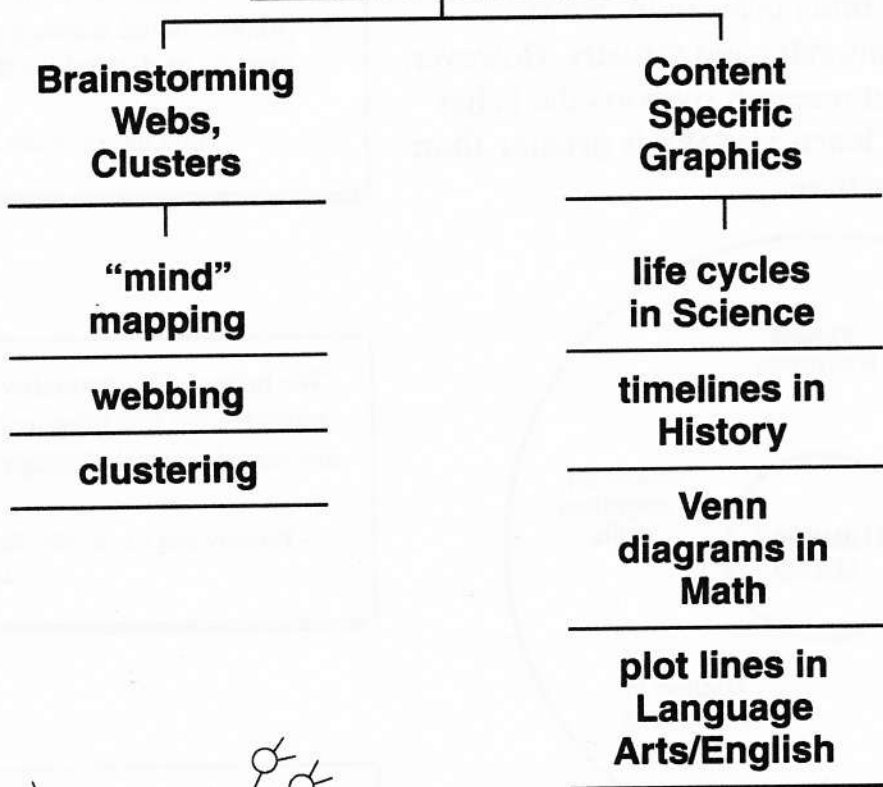 Brainstorming
Webs,
Clusters
“mind”
mapping
webbing
clustering
Content
Specific
Graphics
life cycles
in Science
timelines in
History
Venn
diagrams in
Math
plot lines in
Language
Arts/English